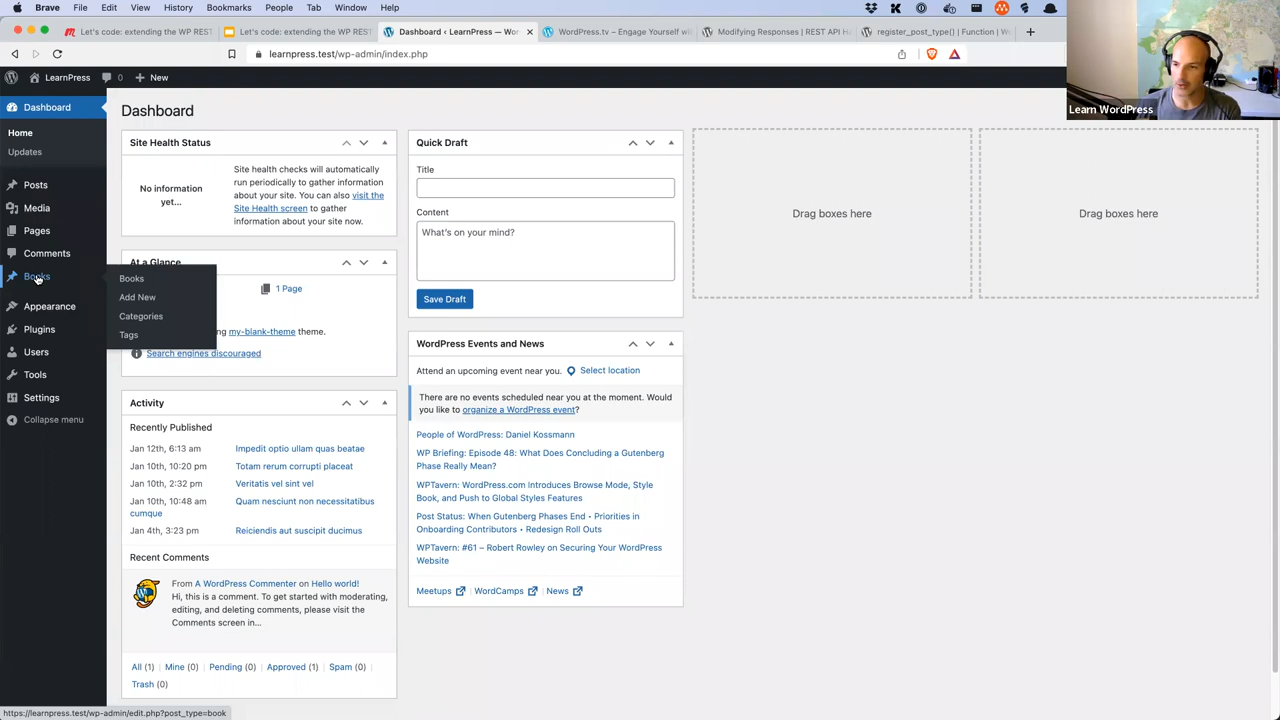 Brave File Edit View History Bookmarks People Tab Window Help
Let's code: extending the WP REST
Let's code: extending the WP REST
Dashboard ‹ LearnPress — Wor
WordPress.tv – Engage Yourself wi
Modifying Responses | REST API Ha
register_post_type() | Function | W
learnpress.test/wp-admin/index.php
LearnPress 0 + New
Learn WordPress
Dashboard
Home
Updates
Posts
Media
Pages
Comments
Books
Appearance
Plugins
Users
Tools
Settings
Collapse menu
Books
Add New
Categories
Tags
Dashboard
Site Health Status
No information
yet...
Site health checks will automatically
run periodically to gather information
about your site. You can also visit the
Site Health screen to gather
information about your site now.
At a Glance
1 Page
my-blank-theme theme.
Search engines discouraged
Activity
Recently Published
Jan 12th, 6:13 am Impedit optio ullam quas beatae
Jan 10th, 10:20 pm Totam rerum corrupti placeat
Jan 10th, 2:32 pm Veritatis vel sint vel
Jan 10th, 10:48 am Quam nesciunt non necessitatibus
cumque
Jan 4th, 3:23 pm Reiciendis aut suscipit ducimus
Recent Comments
From A WordPress Commenter on Hello world!
Hi, this is a comment. To get started with moderating,
editing, and deleting comments, please visit the
Comments screen in…
All (1) | Mine (0) | Pending (0) | Approved (1) | Spam (0) |
Trash (0)
Quick Draft
Title
Content
What's on your mind?
Save Draft
WordPress Events and News
Attend an upcoming event near you. Select location
There are no events scheduled near you at the moment. Would
you like to organize a WordPress event?
People of WordPress: Daniel Kossmann
WP Briefing: Episode 48: What Does Concluding a Gutenberg
Phase Really Mean?
WPTavern: WordPress.com Introduces Browse Mode, Style
Book, and Push to Global Styles Features
Post Status: When Gutenberg Phases End • Priorities in
Onboarding Contributors • Redesign Roll Outs
WPTavern: #61 – Robert Rowley on Securing Your WordPress
Website
Meetups | WordCamps | News
Drag boxes here
Drag boxes here
https://learnpress.test/wp-admin/edit.php?post_type=book